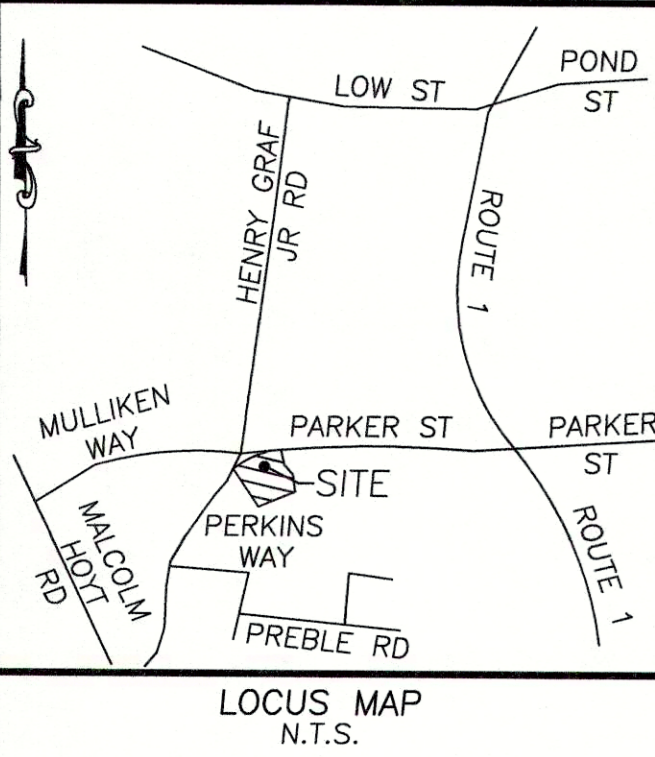 LOW ST
POND
ST
HENRY GRAF
JR RD
ROUTE 1
MULLIKEN
WAY
PARKER ST
PARKER
ST
SITE
MALCOLM
HOYT
RD
PERKINS
WAY
ROUTE 1
PREBLE RD
LOCUS MAP
N.T.S.